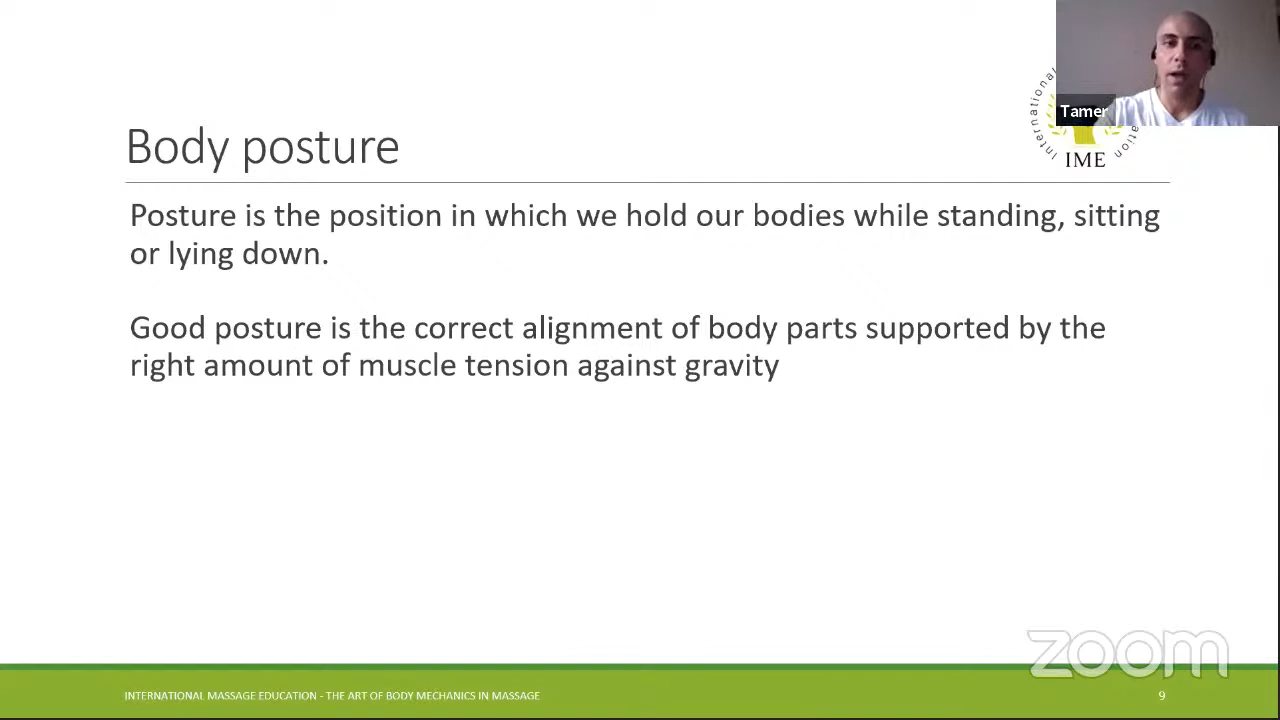 Tamer
International
ation
IME
Body posture
Posture is the position in which we hold our bodies while standing, sitting
or lying down.
Good posture is the correct alignment of body parts supported by the
right amount of muscle tension against gravity
zoom
INTERNATIONAL MASSAGE EDUCATION - THE ART OF BODY MECHANICS IN MASSAGE
9